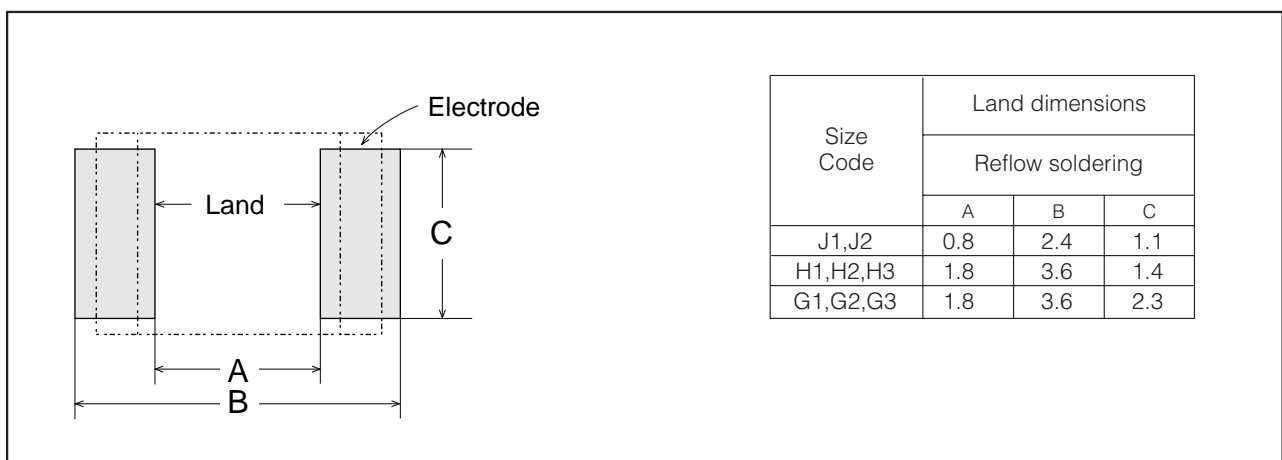 Electrode
Land
C
A
B
Size
Code
Land dimensions
Reflow soldering
A B C
J1,J2 0.8 2.4 1.1
H1,H2,H3 1.8 3.6 1.4
G1,G2,G3 1.8 3.6 2.3